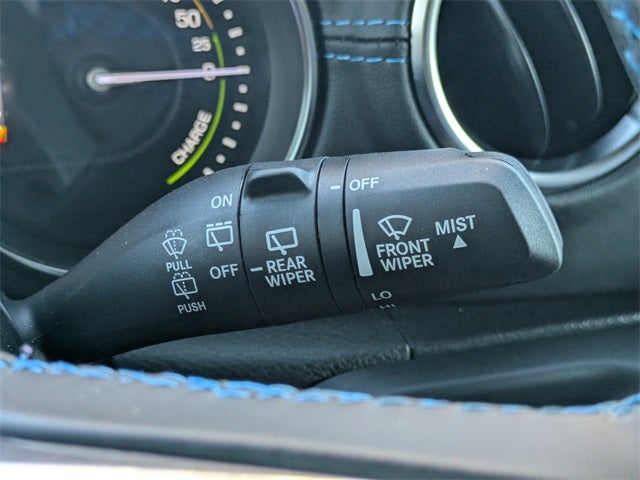 50
25
0
CHARGE
ON
OFF
PULL
PUSH
REAR
WIPER
OFF
FRONT
WIPER
MIST
LO